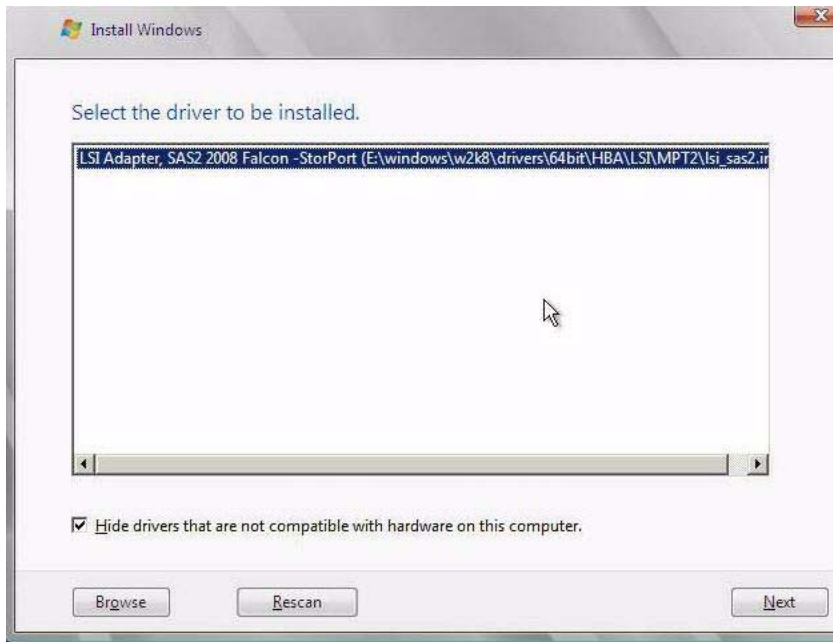 Install Windows
Select the driver to be installed.
LSI Adapter, SAS2 2008 Falcon -StorPort (E:\windows\w2k8\drivers\64bit\HBA\LSI\MPT2\lsi_sas2.in
Hide drivers that are not compatible with hardware on this computer.
Browse
Rescan
Next